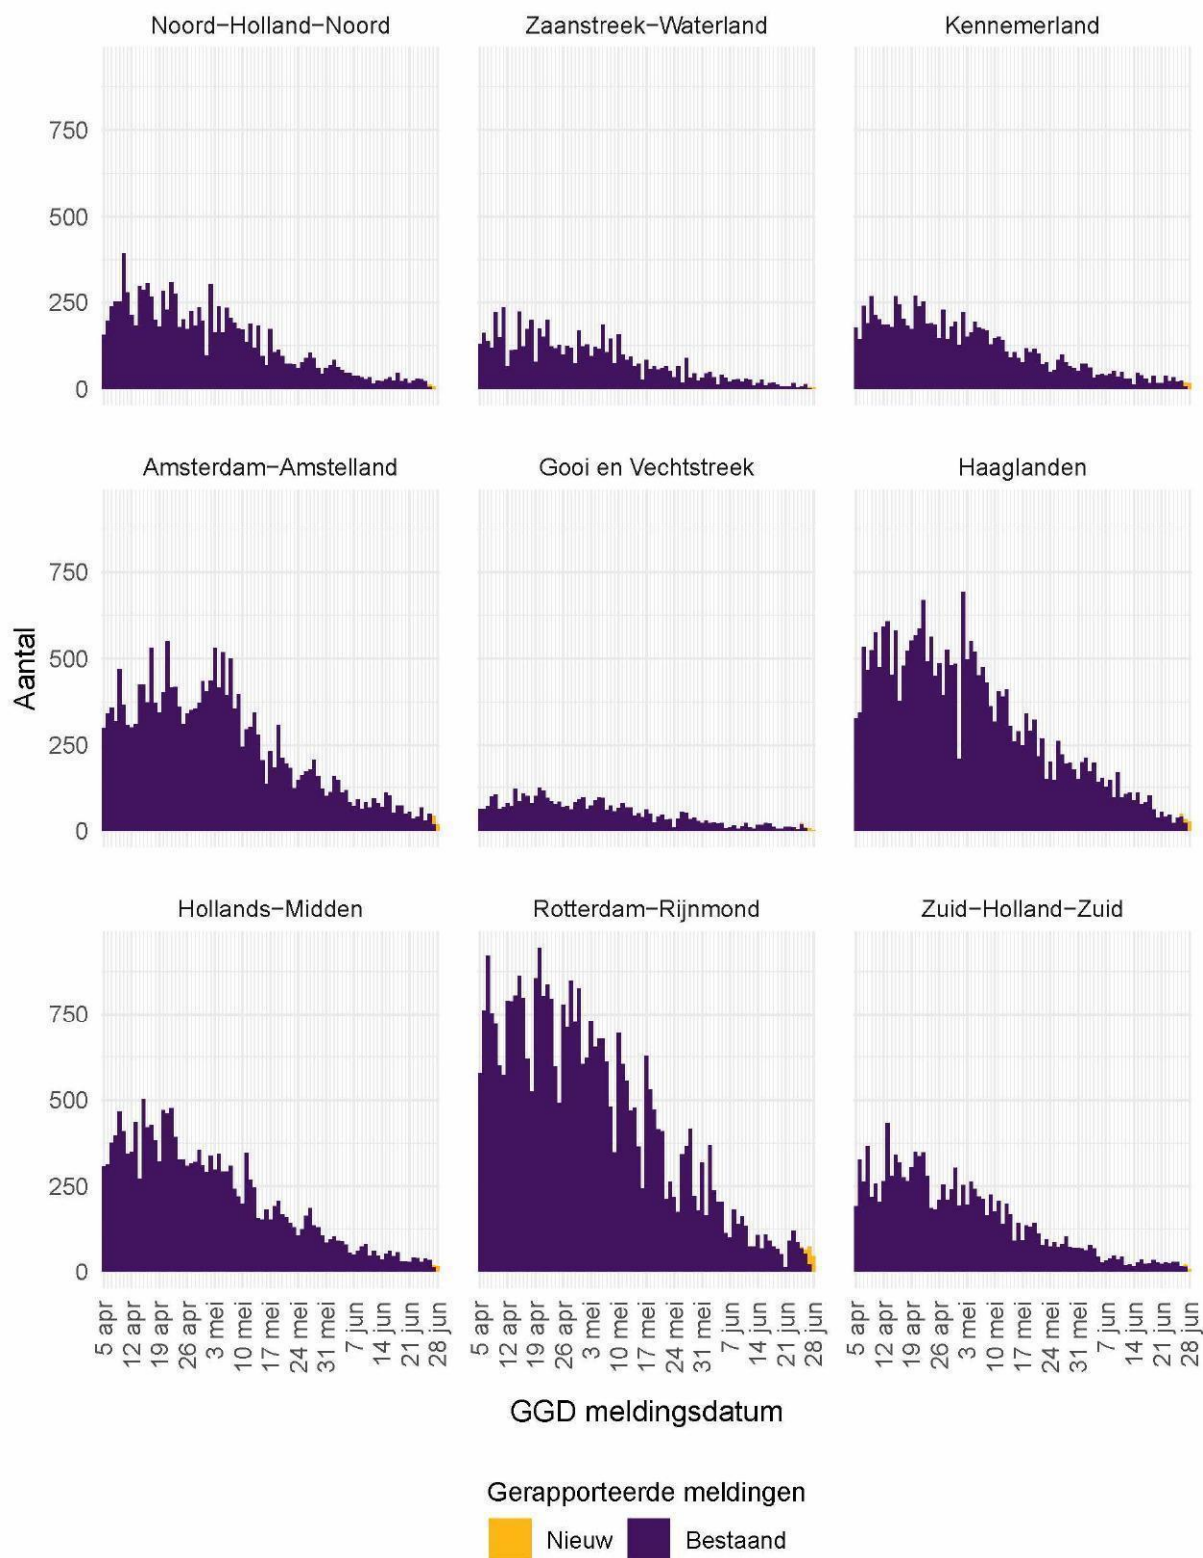 Noord-Holland-Noord Zaanstreek-Waterland Kennemerland
750
500
250
0
Amsterdam-Amstelland Gooi en Vechtstreek Haaglanden
750
500
250
0
Aantal
Hollands-Midden Rotterdam-Rijnmond Zuid-Holland-Zuid
750
500
250
0
5 apr 12 apr 19 apr 26 apr 3 mei 10 mei 17 mei 24 mei 31 mei 7 jun 14 jun 21 jun 28 jun
5 apr 12 apr 19 apr 26 apr 3 mei 10 mei 17 mei 24 mei 31 mei 7 jun 14 jun 21 jun 28 jun
5 apr 12 apr 19 apr 26 apr 3 mei 10 mei 17 mei 24 mei 31 mei 7 jun 14 jun 21 jun 28 jun
GGD meldingsdatum
Gerapporteerde meldingen
Nieuw Bestaand